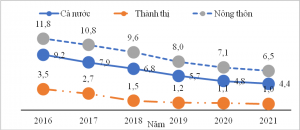 Cả nước Thành thị Nông thôn
11,8 10,8 9,6 8,0 7,1 6,5
9,2 7,9 6,8 5,7 4,8 4,4
3,5 2,7 1,5 1,2 1,1
2016 2017 2018 2019 2020 2021
Năm